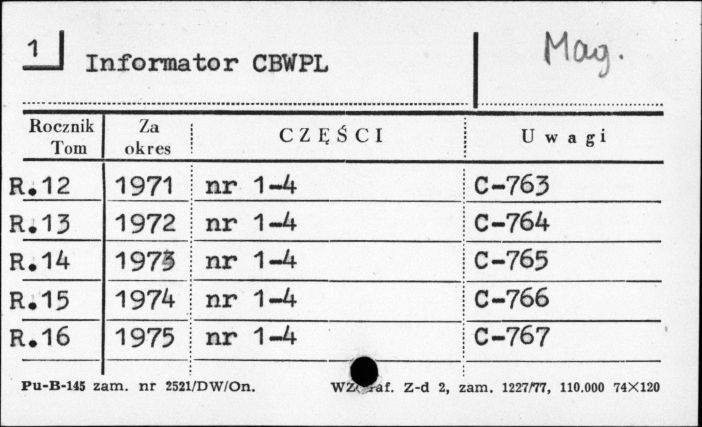 1 Informator CBWPL Mag.
Rocznik Tom Za okres CZĘŚCI Uwagi
R.12 1971 nr 1-4 C-763
R.13 1972 nr 1-4 C-764
R.14 1973 nr 1-4 C-765
R.15 1974 nr 1-4 C-766
R.16 1975 nr 1-4 C-767
Pu-B-145 zam. nr 2521/DW/On. Z-d 2, zam. 1227/77, 110.000 74×120